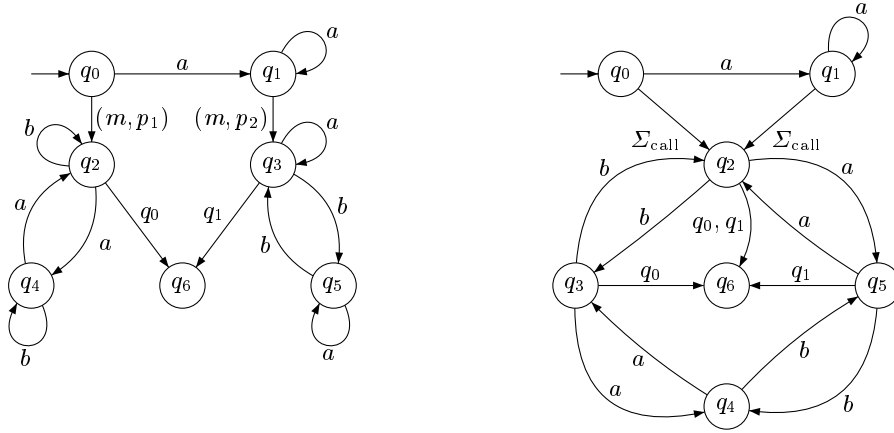 a
a
q₀
a
q₁
q₀
a
q₁
(m, p₁)
(m, p₂)
Σcall
Σcall
b
a
b
a
q₂
q₃
q₂
q₀
q₁
b
b
q₀, q₁
a
a
a
b
q₄
q₆
q₅
q₃
q₀
q₆
q₁
q₅
b
a
a
b
a
b
q₄